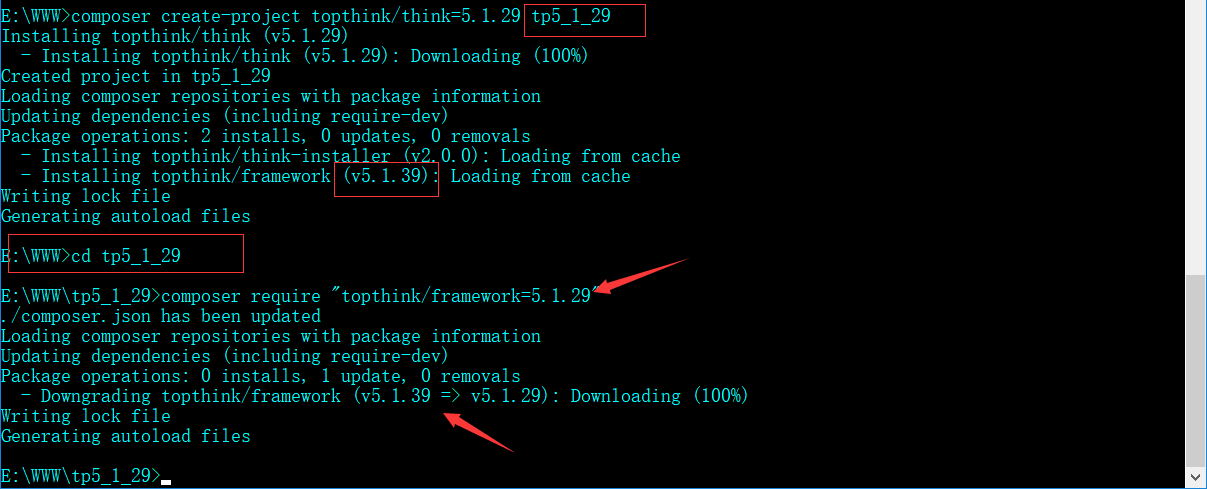 E:\WWW>composer create-project topthink/think=5.1.29 tp5_1_29
Installing topthink/think (v5.1.29)
  - Installing topthink/think (v5.1.29): Downloading (100%)
Created project in tp5_1_29
Loading composer repositories with package information
Updating dependencies (including require-dev)
Package operations: 2 installs, 0 updates, 0 removals
  - Installing topthink/think-installer (v2.0.0): Loading from cache
  - Installing topthink/framework (v5.1.39): Loading from cache
Writing lock file
Generating autoload files
E:\WWW>cd tp5_1_29
E:\WWW\tp5_1_29>composer require "topthink/framework=5.1.29"
./composer.json has been updated
Loading composer repositories with package information
Updating dependencies (including require-dev)
Package operations: 0 installs, 1 update, 0 removals
  - Downgrading topthink/framework (v5.1.39 => v5.1.29): Downloading (100%)
Writing lock file
Generating autoload files
E:\WWW\tp5_1_29>